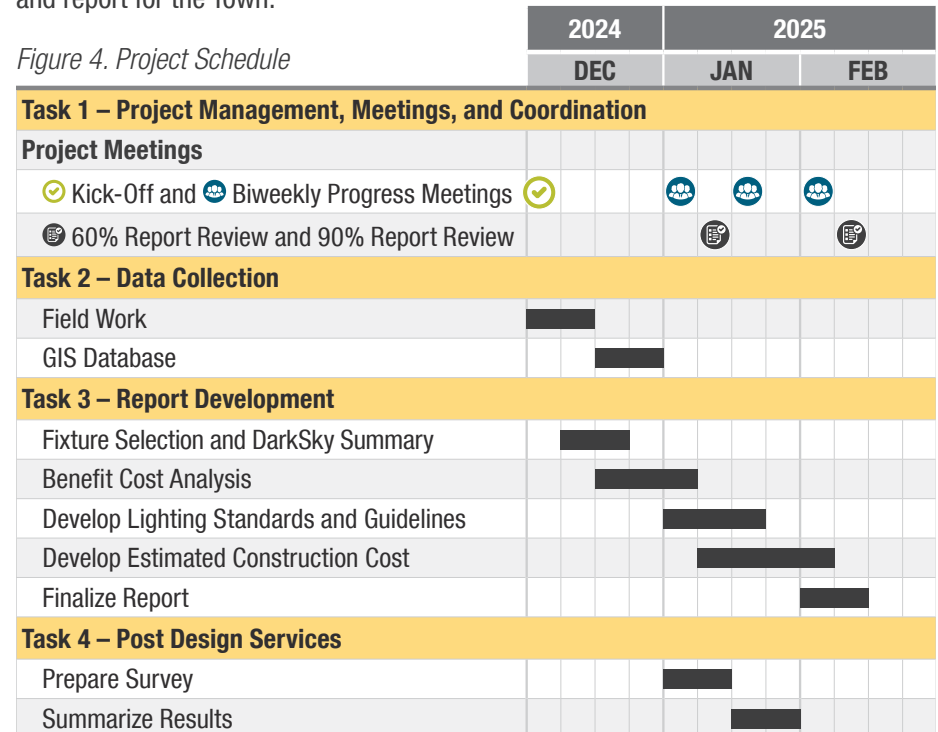 and report for the Town.
Figure 4. Project Schedule
2024 2025
DEC JAN FEB
Task 1 – Project Management, Meetings, and Coordination
Project Meetings
Kick-Off and Biweekly Progress Meetings
60% Report Review and 90% Report Review
Task 2 – Data Collection
Field Work
GIS Database
Task 3 – Report Development
Fixture Selection and DarkSky Summary
Benefit Cost Analysis
Develop Lighting Standards and Guidelines
Develop Estimated Construction Cost
Finalize Report
Task 4 – Post Design Services
Prepare Survey
Summarize Results